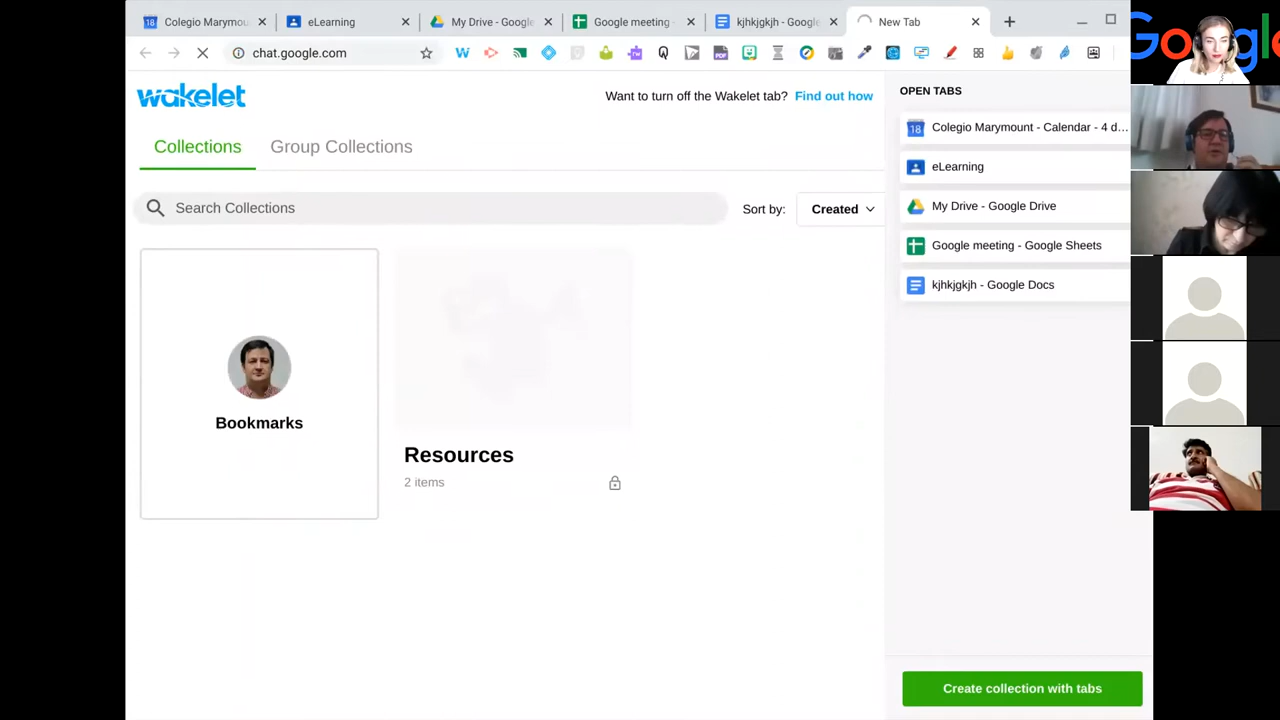 Colegio Marymou
eLearning
My Drive - Google
Google meeting -
kjhkjgkjh - Google
New Tab
chat.google.com
wakelet
Want to turn off the Wakelet tab? Find out how
OPEN TABS
Colegio Marymount - Calendar - 4 d...
eLearning
My Drive - Google Drive
Google meeting - Google Sheets
kjhkjgkjh - Google Docs
Collections
Group Collections
Search Collections
Sort by:
Created
Bookmarks
Resources
2 items
Create collection with tabs